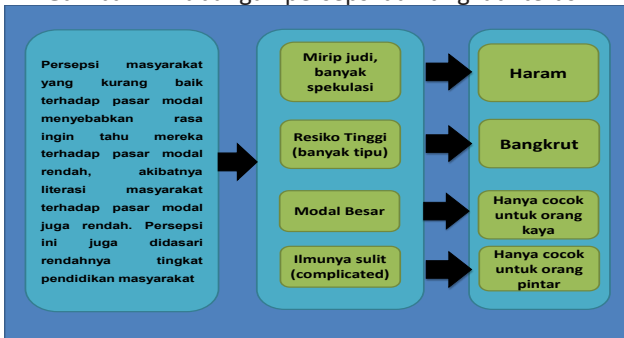 Persepsi masyarakat
yang kurang baik
terhadap pasar modal
menyebabkan rasa
ingin tahu mereka
terhadap pasar modal
rendah, akibatnya
literasi masyarakat
terhadap pasar modal
juga rendah. Persepsi
ini juga didasari
rendahnya tingkat
pendidikan masyarakat
Mirip judi,
banyak
spekulasi
Haram
Resiko Tinggi
(banyak tipu)
Bangkrut
Modal Besar
Hanya cocok
untuk orang
kaya
Ilmunya sulit
(complicated)
Hanya cocok
untuk orang
pintar